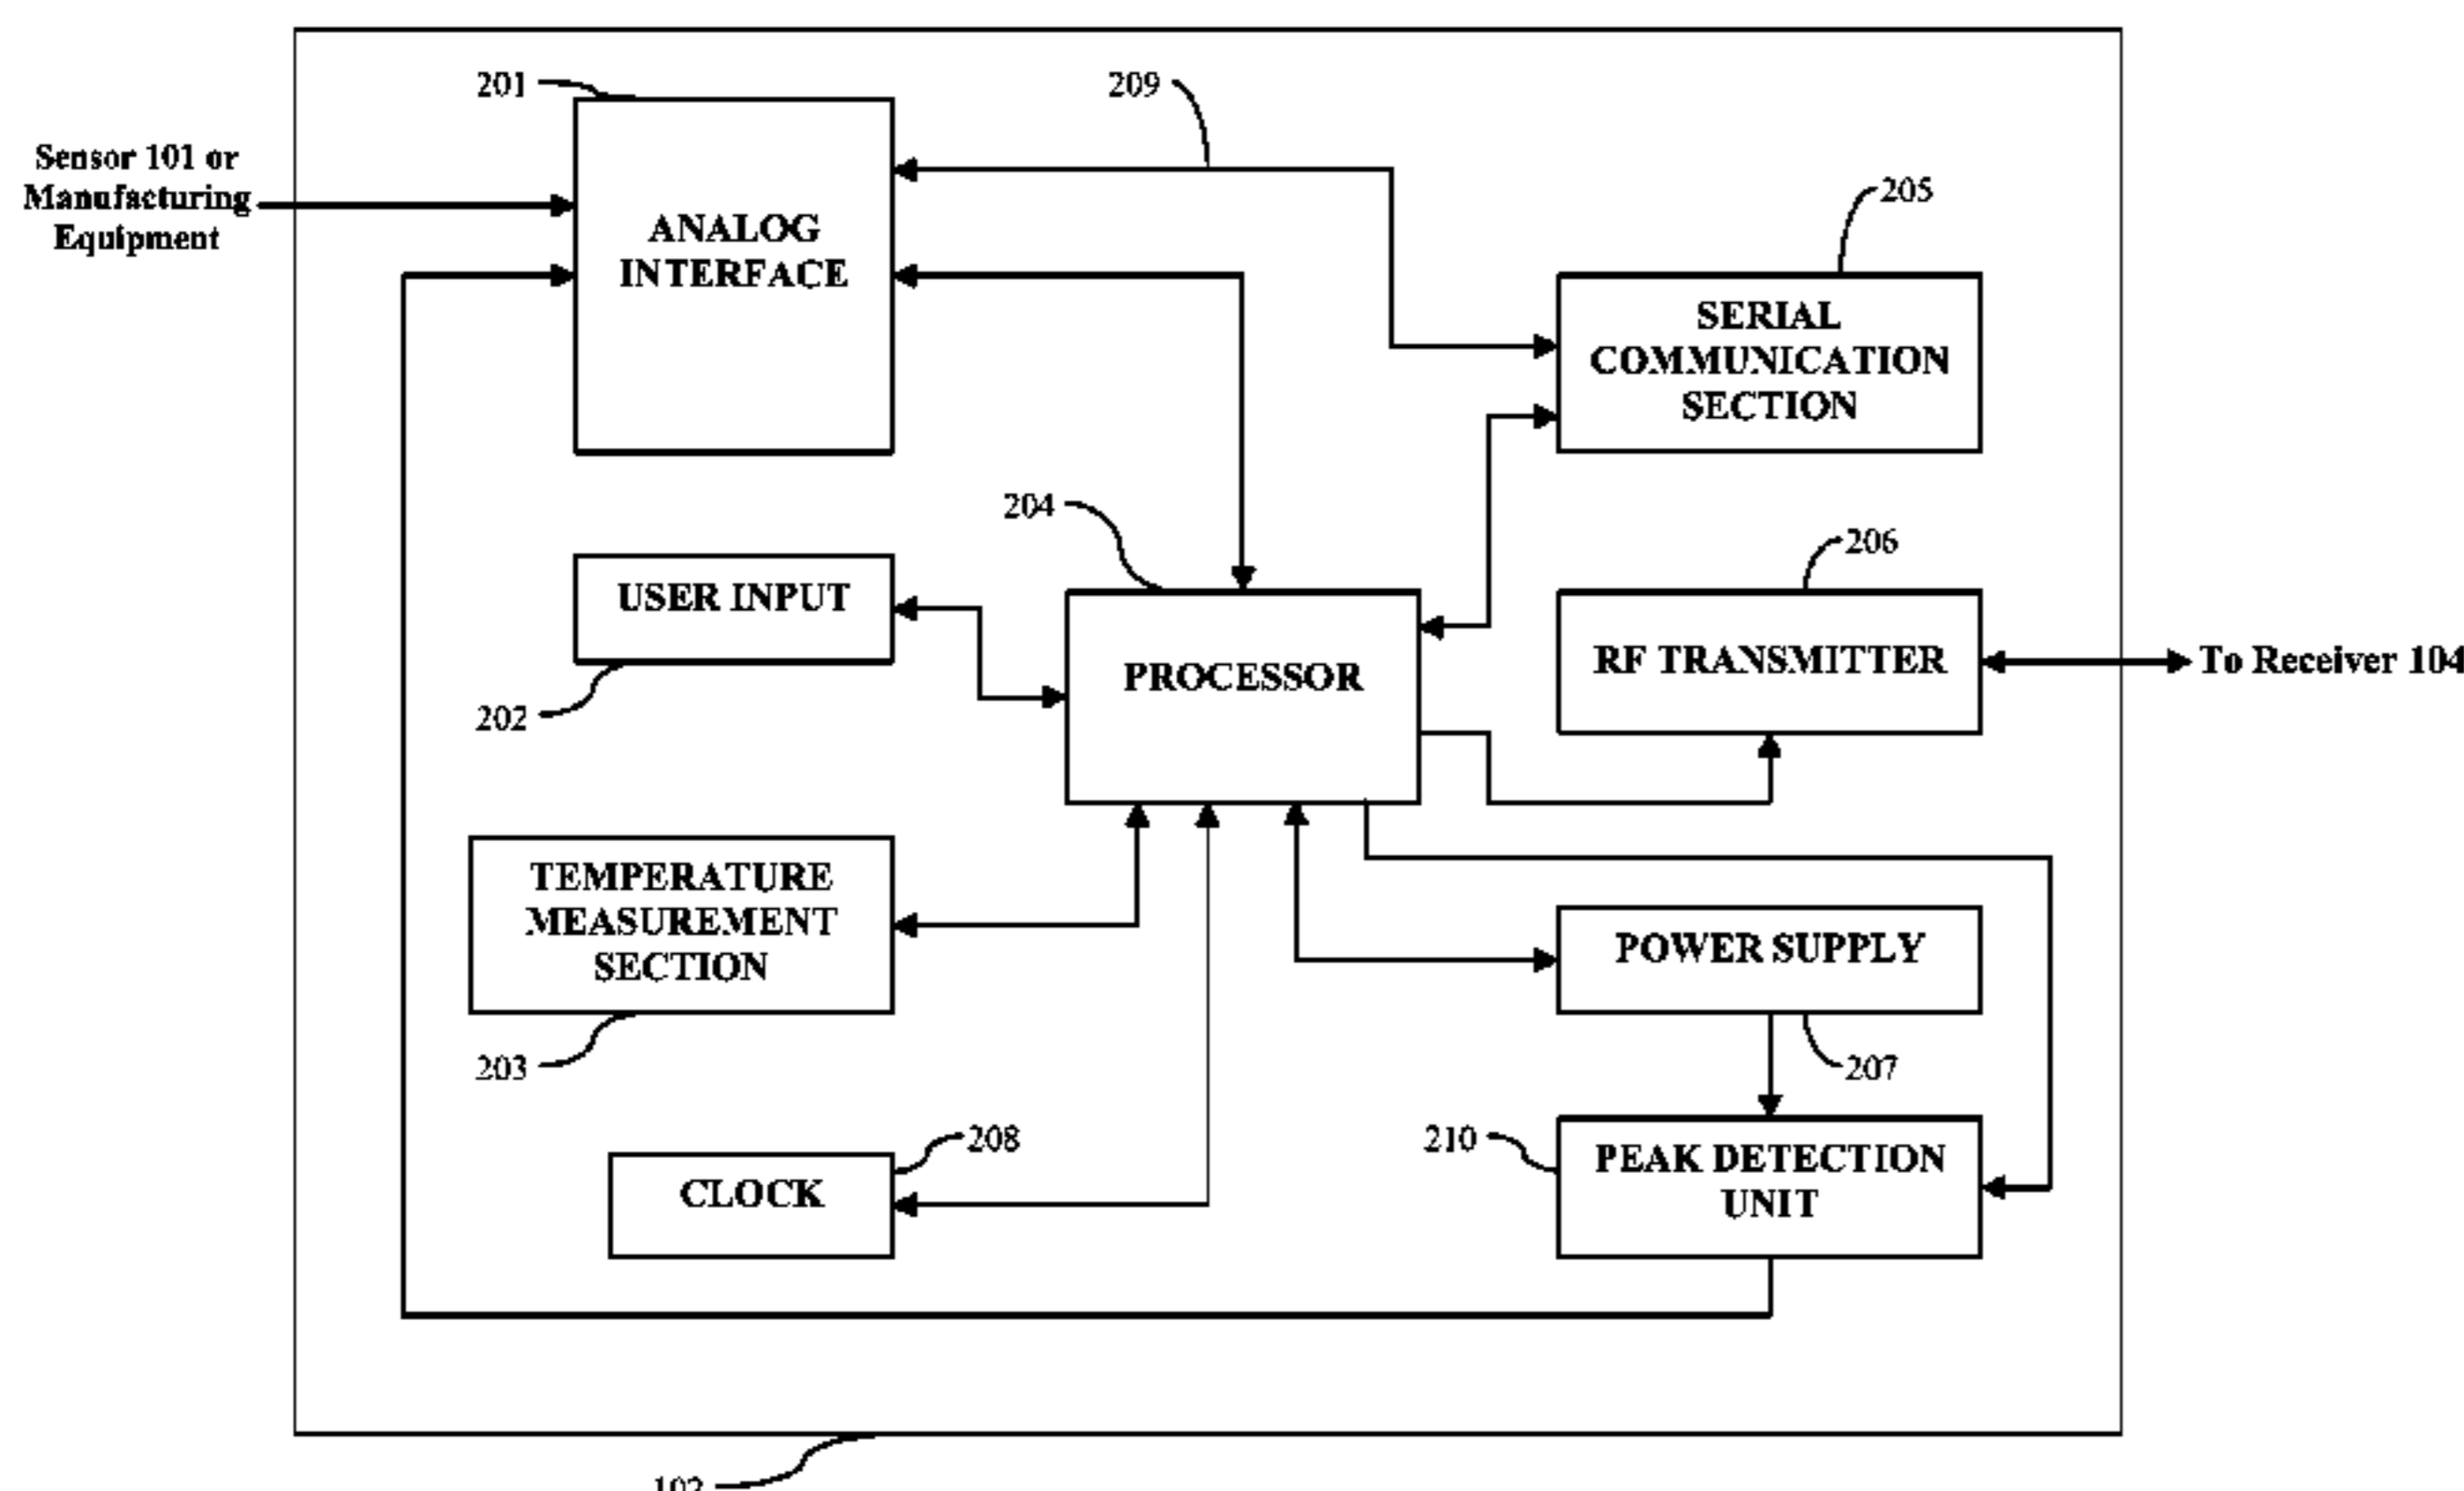 201
209
Sensor 101 or
Manufacturing
Equipment
ANALOG
INTERFACE
205
SERIAL
COMMUNICATION
SECTION
204
206
USER INPUT
202
PROCESSOR
RF TRANSMITTER
To Receiver 104
TEMPERATURE
MEASUREMENT
SECTION
203
POWER SUPPLY
207
208
CLOCK
210
PEAK DETECTION
UNIT